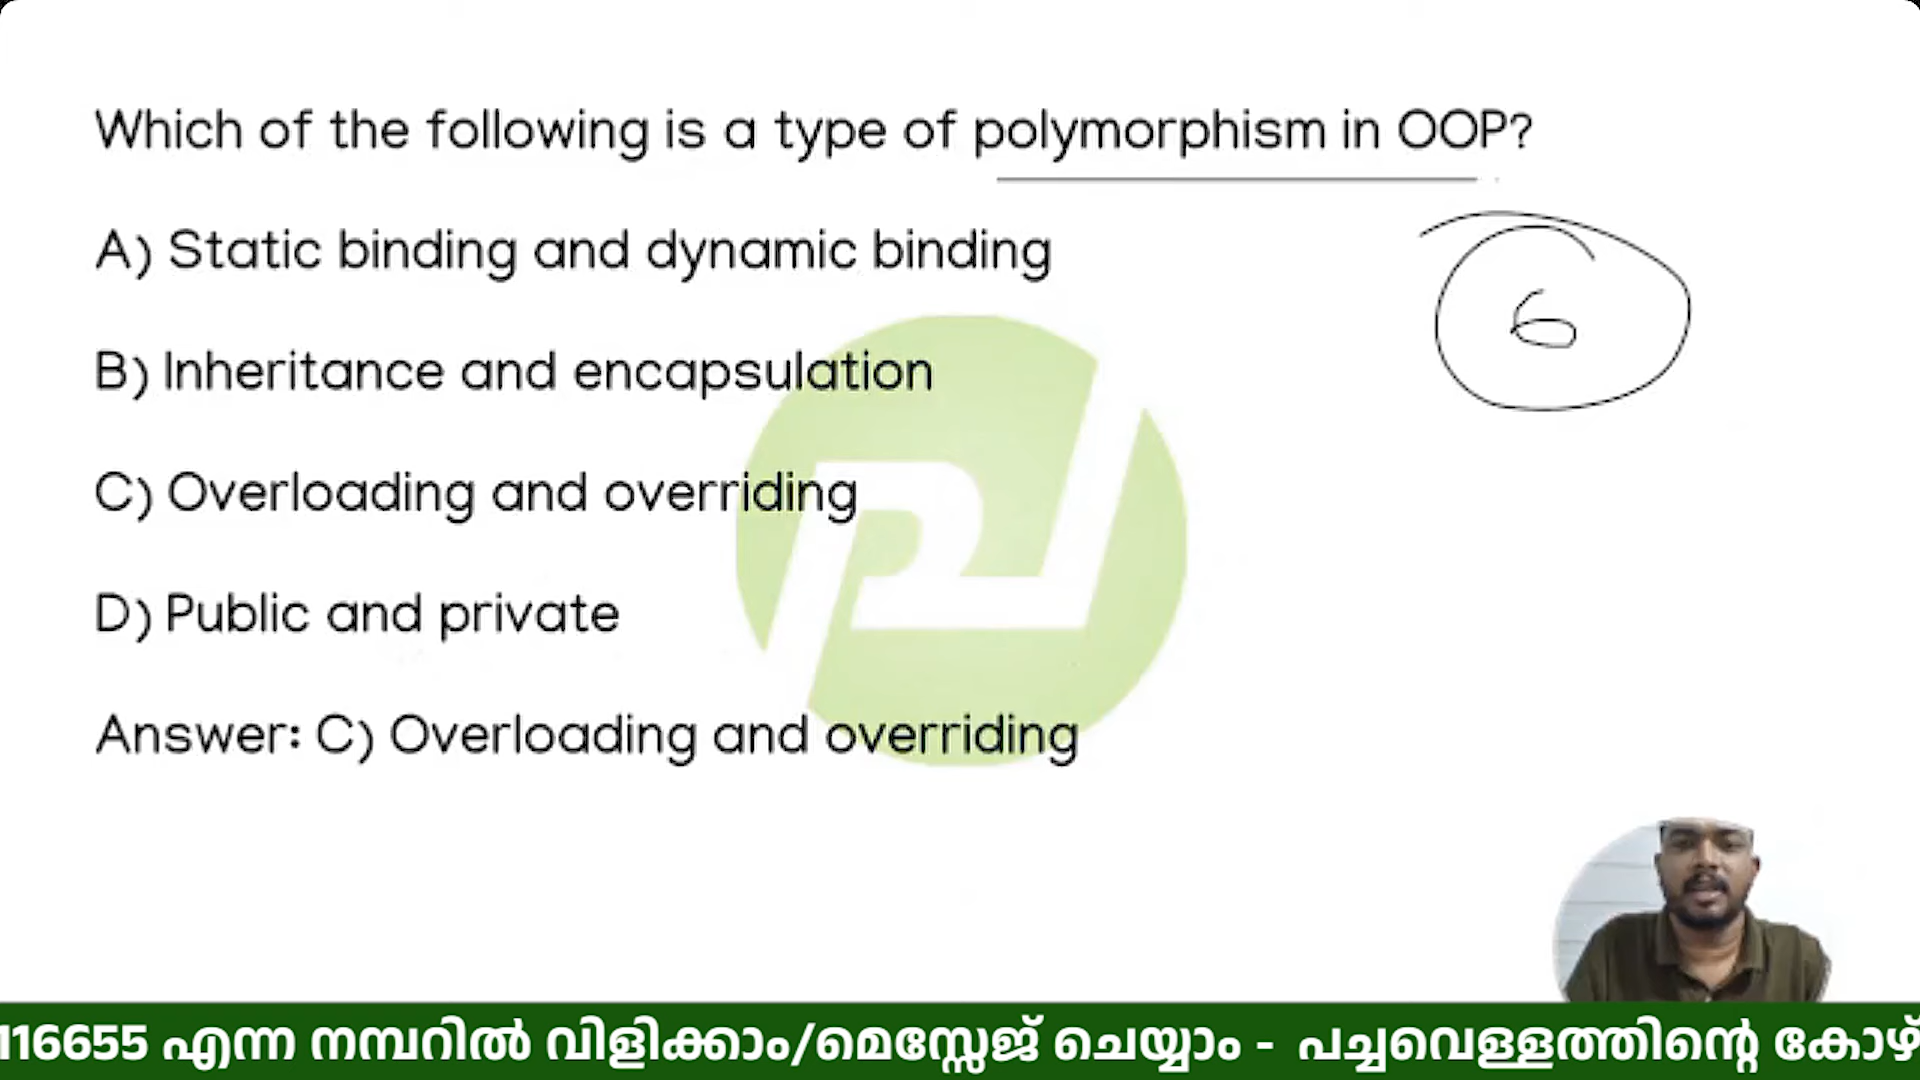 Which of the following is a type of polymorphism in OOP?
A) Static binding and dynamic binding
6
B) Inheritance and encapsulation
C) Overloading and overriding
D) Public and private
Answer: C) Overloading and overriding
116655 എന്ന നമ്പറിൽ വിളിക്കാം/മെസ്സേജ് ചെയ്യാം - പച്ചവെള്ളത്തിന്റെ